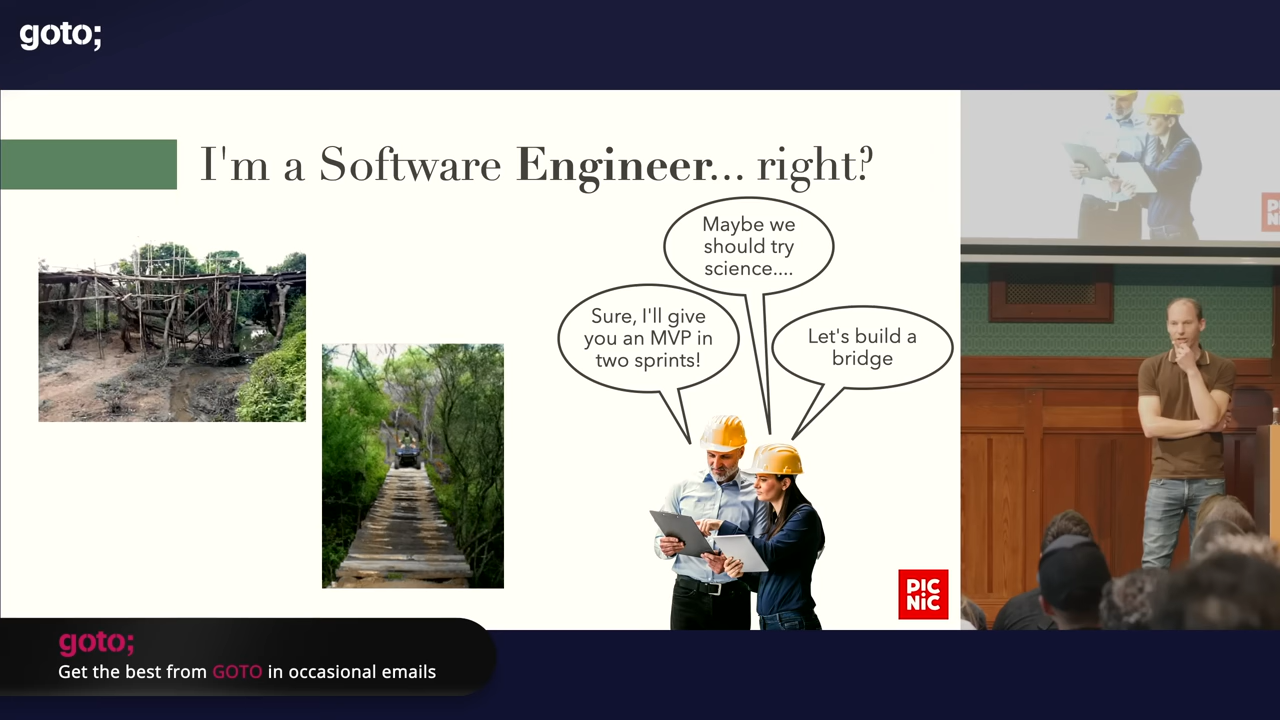 goto;
I'm a Software Engineer... right?
Maybe we
should try
science....
Sure, I'll give
you an MVP in
two sprints!
Let's build a
bridge
PIC
NiC
goto;
Get the best from GOTO in occasional emails